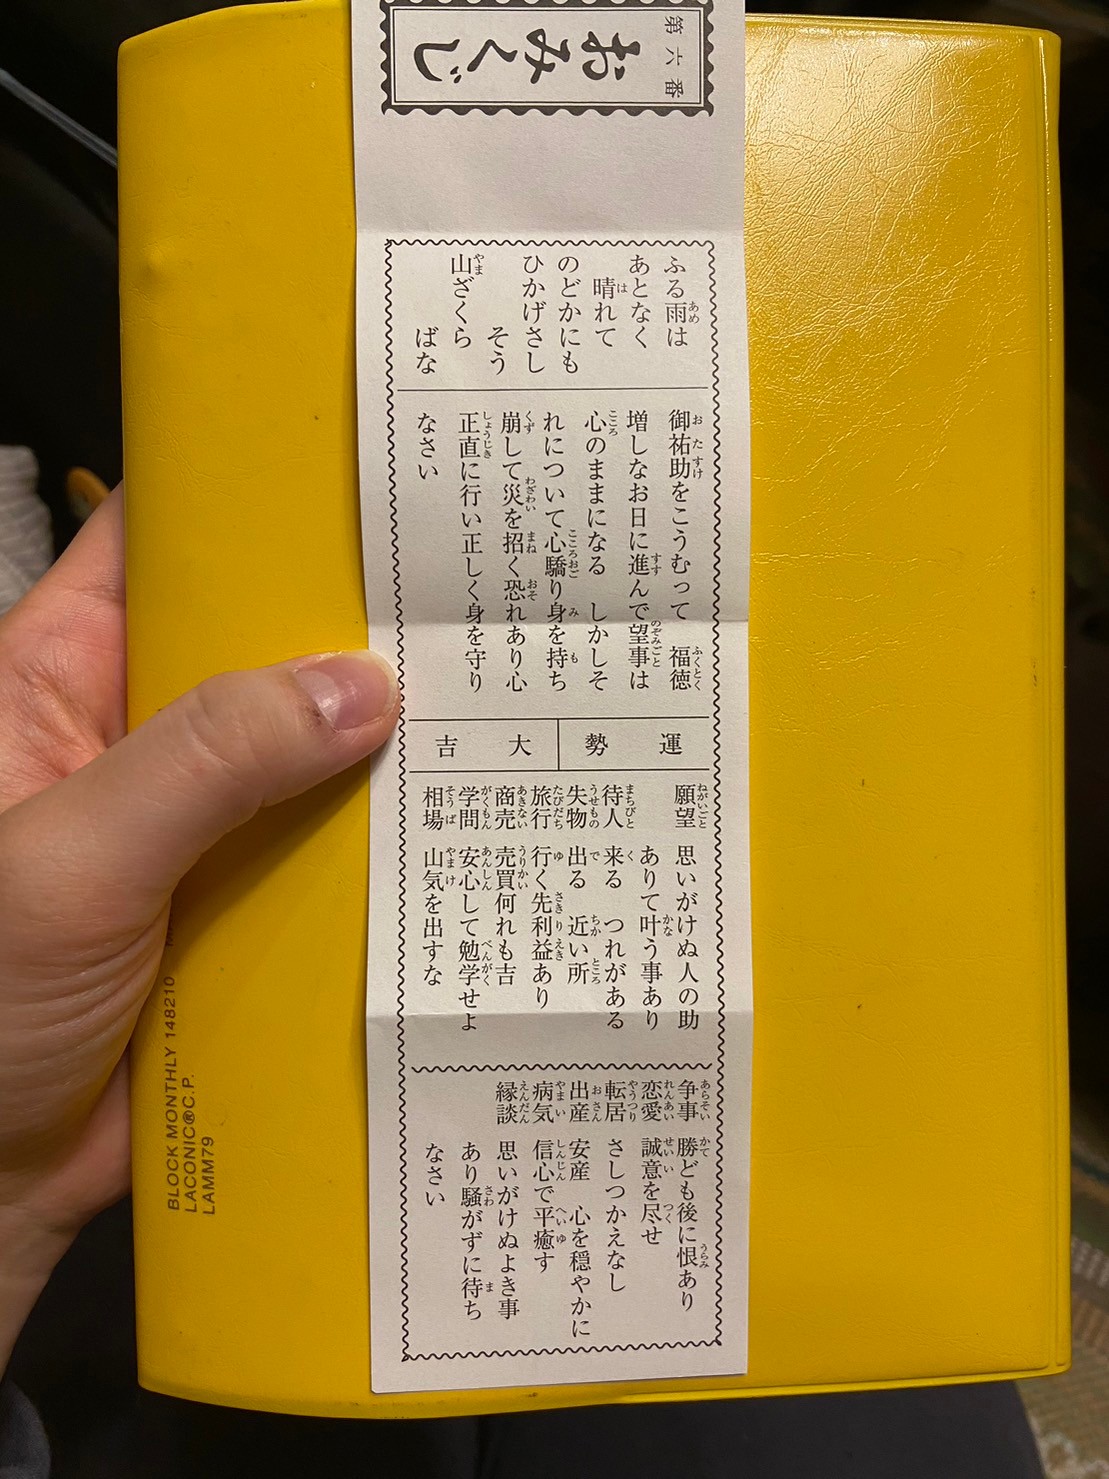 第六番
おみくじ
ふる雨は
あとなく
晴れて
のどかにも
ひかげさし
そう
山ざくら
ばな
御祐助をこうむって 福徳
増しなお日に進んで望事は
心のままになる しかしそ
れについて心驕り身を持ち
崩して災を招く恐れあり心
正直に行い正しく身を守り
なさい
運勢 大吉
願望 思いがけぬ人の助
ありて叶う事あり
待人 来る つれがある
失物 出る 近い所
旅行 行く先利益あり
商売 売買何れも吉
学問 安心して勉学せよ
相場 山気を出すな
争事 勝ども後に恨あり
恋愛 誠意を尽せ
転居 さしつかえなし
出産 安産 心を穏やかに
病気 信心で平癒す
縁談 思いがけぬよき事
あり騒がずに待ち
なさい
BLOCK MONTHLY 148210
LACONIC®C.P.
LAMM79